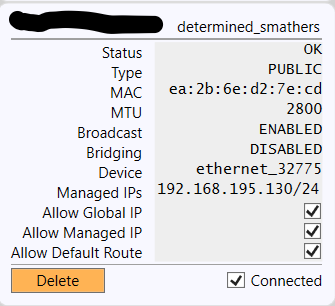 determined_smathers
Status OK
Type PUBLIC
MAC ea:2b:6e:d2:7e:cd
MTU 2800
Broadcast ENABLED
Bridging DISABLED
Device ethernet_32775
Managed IPs 192.168.195.130/24
Allow Global IP
Allow Managed IP
Allow Default Route
Delete Connected